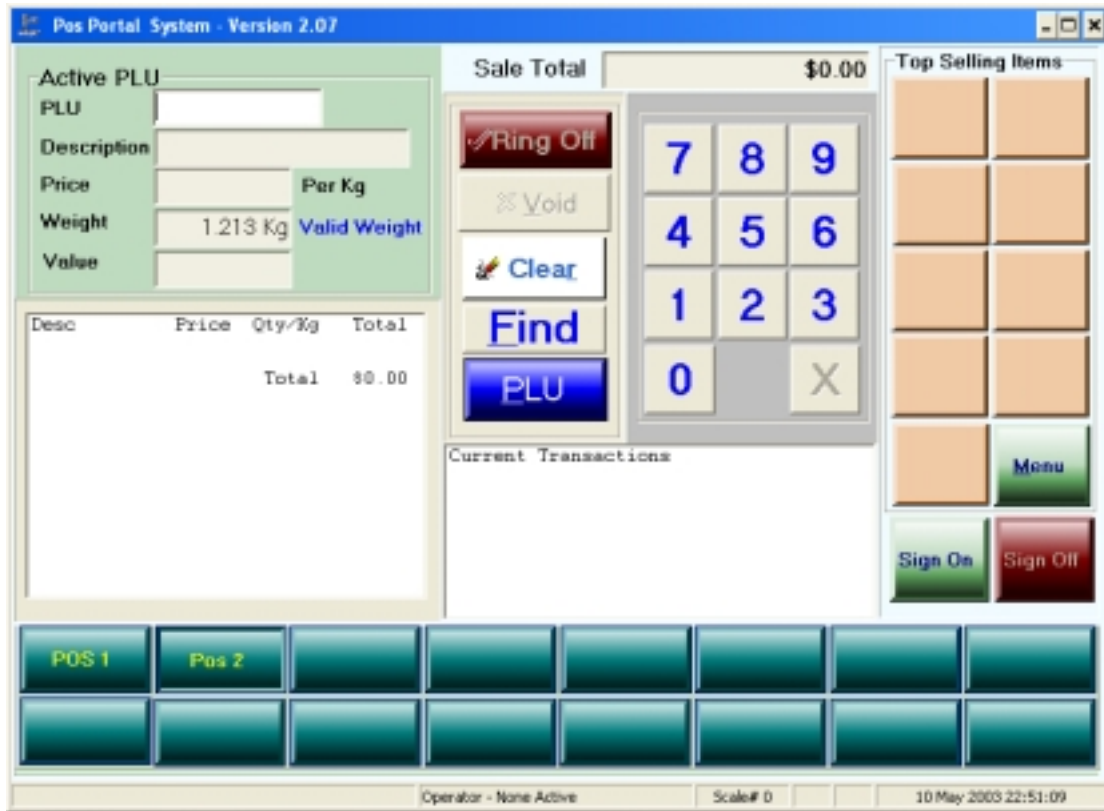 Pos Portal System - Version 2.07
Active PLU
PLU
Description
Price Per Kg
Weight 1.213 Kg Valid Weight
Value
Sale Total $0.00
Ring Off
Void
Clear
Find
PLU
7 8 9
4 5 6
1 2 3
0 X
Top Selling Items
Menu
Sign On Sign Off
Desc Price Qty/Kg Total
Total $0.00
Current Transactions
POS 1 Pos 2
Operator - None Active Scale# 0 10 May 2003 22:51:09